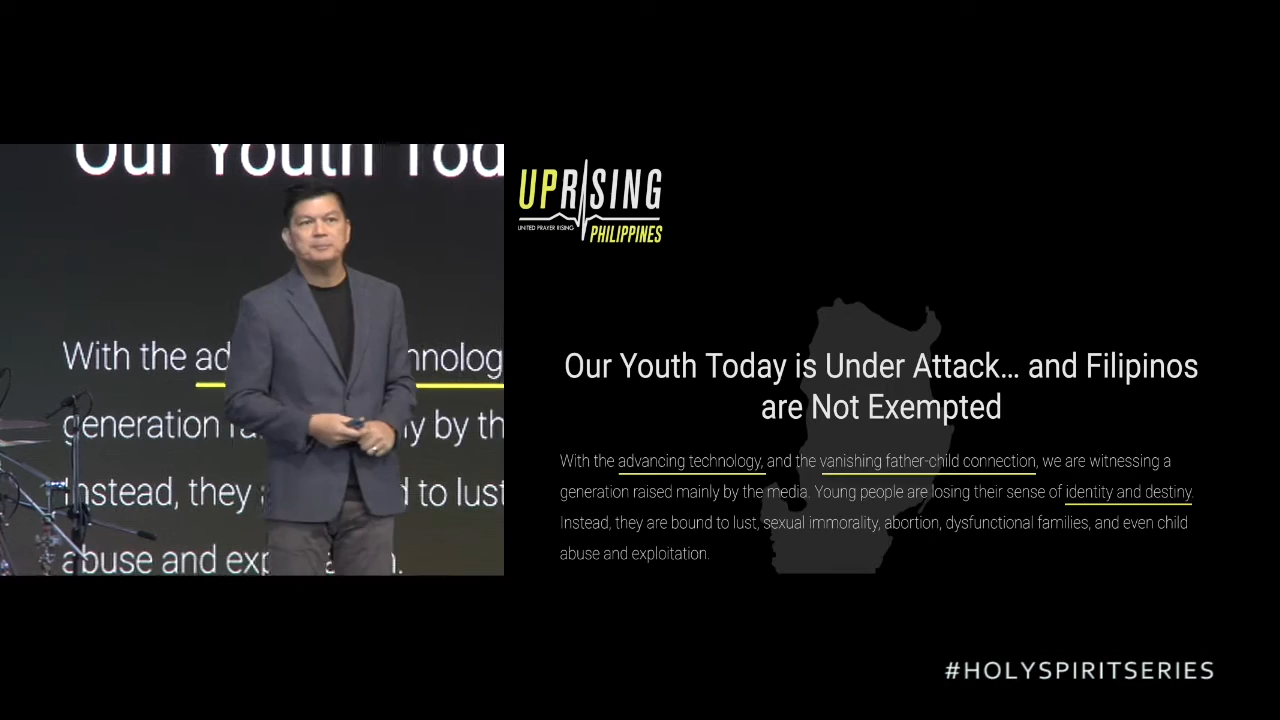 Our Youth Tod
With the ad nnolog
generation ra ly by th
Instead, they a d to lust
abuse and exp n.
UPRISING
UNITED PRAYER RISING
PHILIPPINES
Our Youth Today is Under Attack... and Filipinos
are Not Exempted
With the advancing technology, and the vanishing father-child connection, we are witnessing a
generation raised mainly by the media. Young people are losing their sense of identity and destiny.
Instead, they are bound to lust, sexual immorality, abortion, dysfunctional families, and even child
abuse and exploitation.
#HOLYSPIRITSERIES